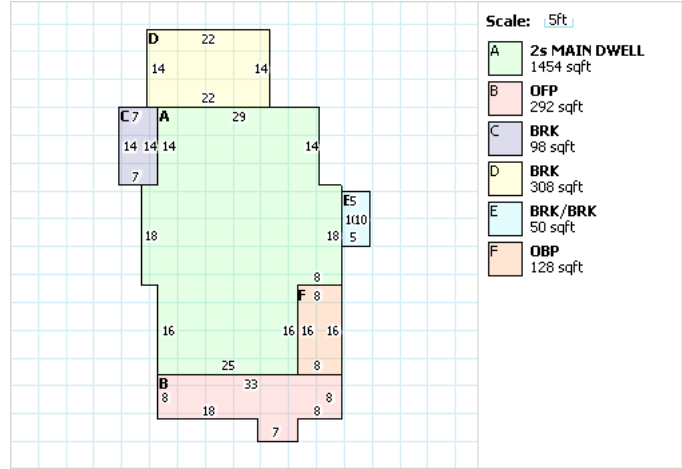 Scale: 5ft
A 2s MAIN DWELL
1454 sqft
B OFP
292 sqft
C BRK
98 sqft
D BRK
308 sqft
E BRK/BRK
50 sqft
F OBP
128 sqft
D 22
14 14
22
C 7 A 29
14 14 14 14
7
E 5
10 10
18 18 5
8
F 8
16 16 16 16
25 8
B 33
8 8
18 8
7